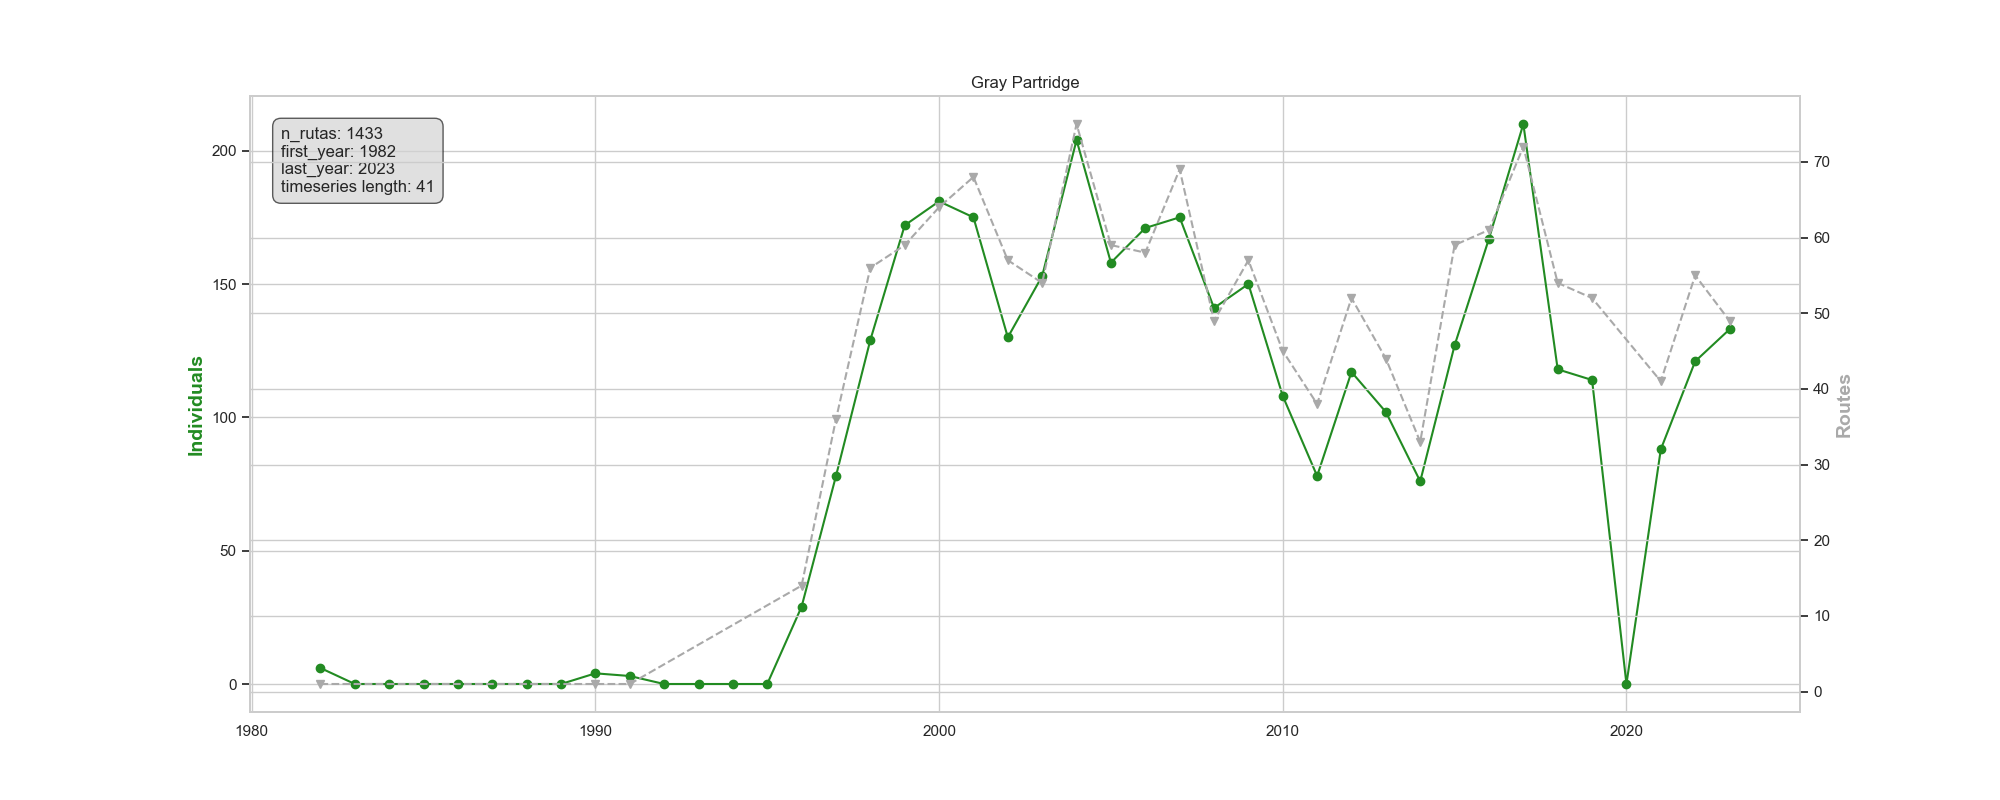 Gray Partridge
n_rutas: 1433
first_year: 1982
last_year: 2023
timeseries length: 41
200
150
100
50
0
Individuals
70
60
50
40
30
20
10
0
Routes
1980 1990 2000 2010 2020